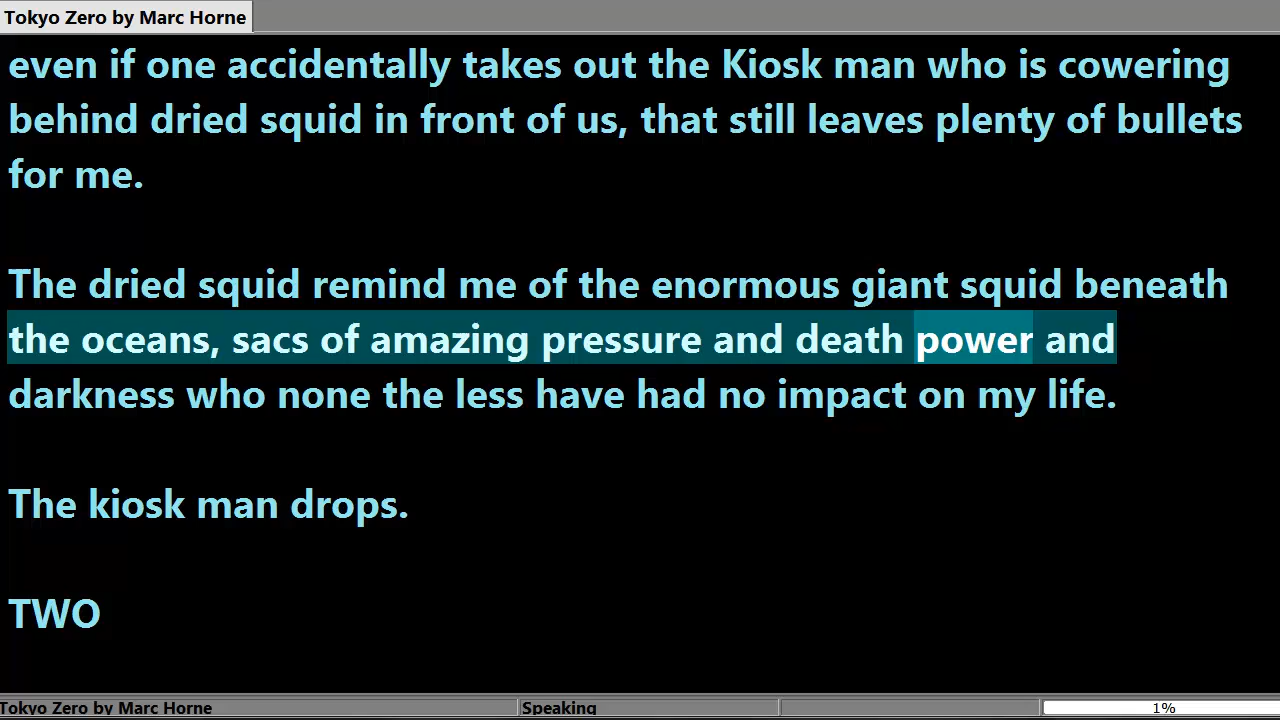 Tokyo Zero by Marc Horne
even if one accidentally takes out the Kiosk man who is cowering
behind dried squid in front of us, that still leaves plenty of bullets
for me.
The dried squid remind me of the enormous giant squid beneath
the oceans, sacs of amazing pressure and death power and
darkness who none the less have had no impact on my life.
The kiosk man drops.
TWO
Tokyo Zero by Marc Horne
Speaking
1%